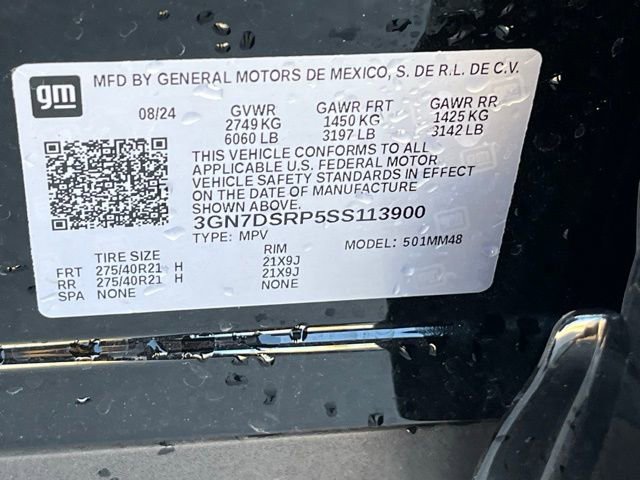 gm
MFD BY GENERAL MOTORS DE MEXICO, S. DE R.L. DE C.V.
08/24 GVWR GAWR FRT GAWR RR
2749 KG 1450 KG 1425 KG
6060 LB 3197 LB 3142 LB
THIS VEHICLE CONFORMS TO ALL
APPLICABLE U.S. FEDERAL MOTOR
VEHICLE SAFETY STANDARDS IN EFFECT
ON THE DATE OF MANUFACTURE
SHOWN ABOVE.
3GN7DSRP5SS113900
TYPE: MPV MODEL: 501MM48
TIRE SIZE RIM
FRT 275/40R21 H 21X9J
RR 275/40R21 H 21X9J
SPA NONE NONE